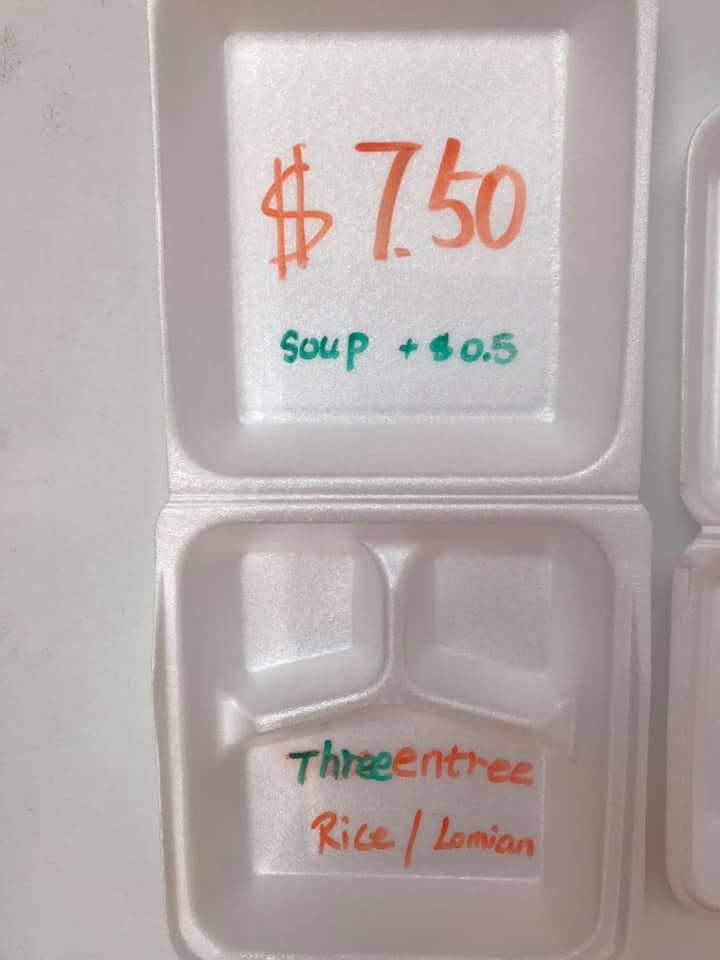 $ 7.50
Soup + $0.5
Threeentree
Rice / Lomian